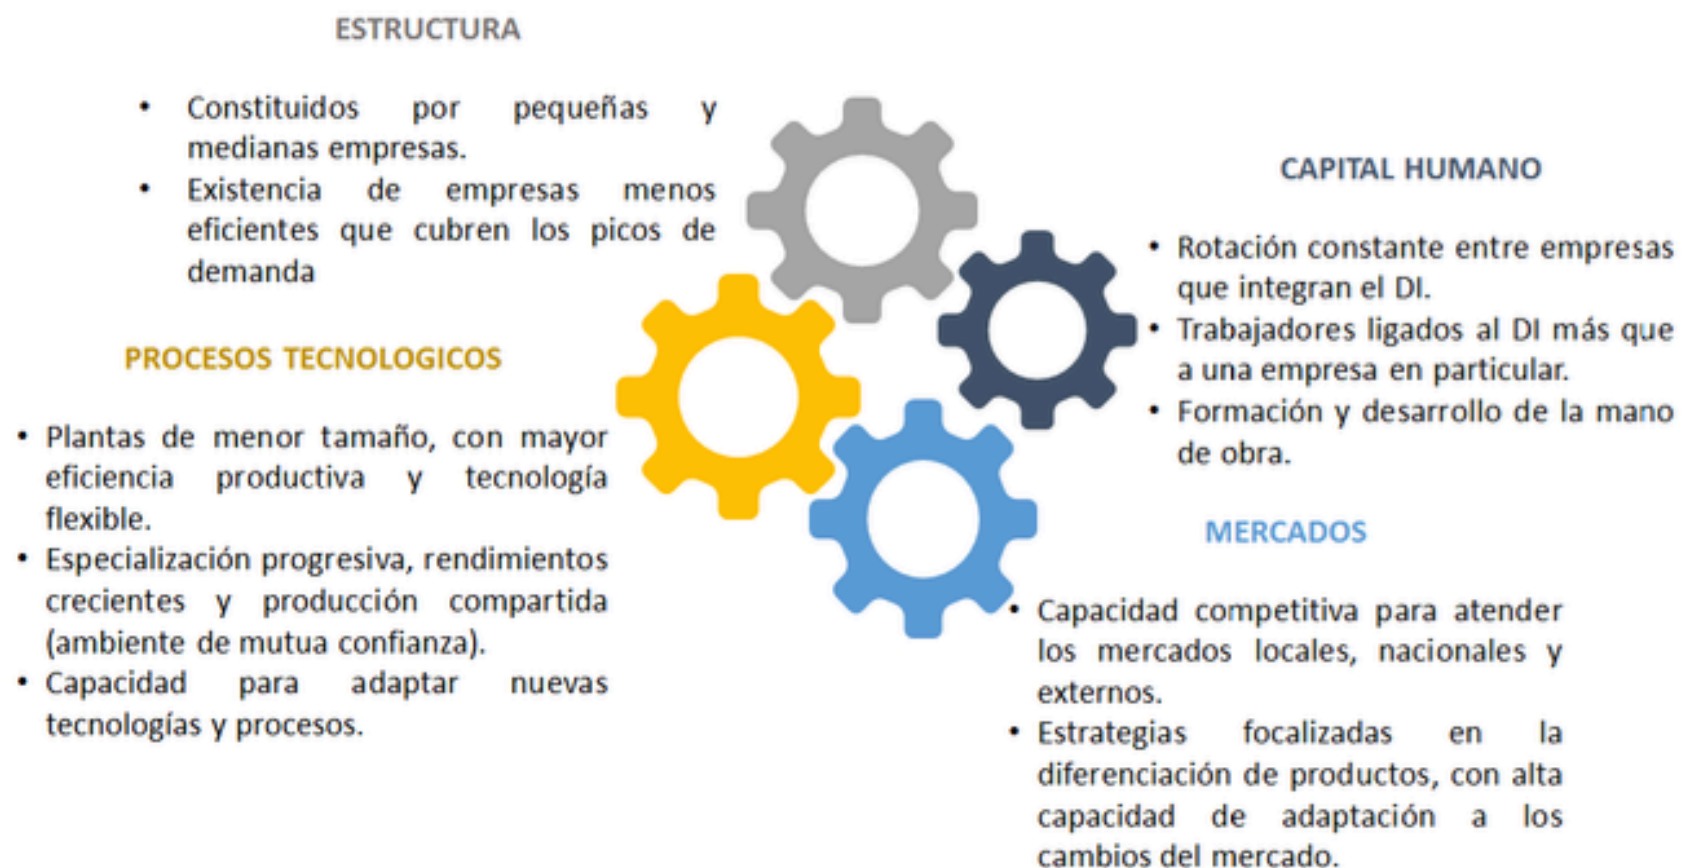 ESTRUCTURA
• Constituidos por pequeñas y
medianas empresas.
• Existencia de empresas menos
eficientes que cubren los picos de
demanda
PROCESOS TECNOLOGICOS
• Plantas de menor tamaño, con mayor
eficiencia productiva y tecnología
flexible.
• Especialización progresiva, rendimientos
crecientes y producción compartida
(ambiente de mutua confianza).
• Capacidad para adaptar nuevas
tecnologías y procesos.
CAPITAL HUMANO
• Rotación constante entre empresas
que integran el DI.
• Trabajadores ligados al DI más que
a una empresa en particular.
• Formación y desarrollo de la mano
de obra.
MERCADOS
• Capacidad competitiva para atender
los mercados locales, nacionales y
externos.
• Estrategias focalizadas en la
diferenciación de productos, con alta
capacidad de adaptación a los
cambios del mercado.